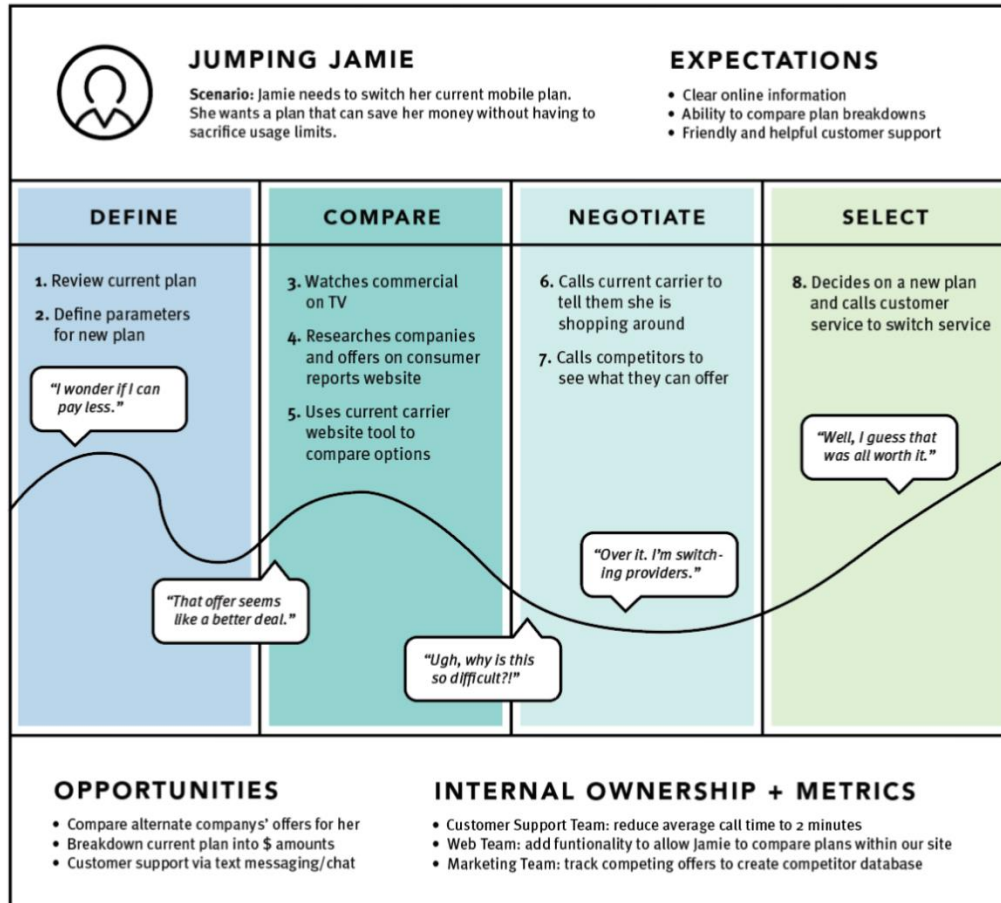 JUMPING JAMIE
Scenario: Jamie needs to switch her current mobile plan.
She wants a plan that can save her money without having to
sacrifice usage limits.
EXPECTATIONS
• Clear online information
• Ability to compare plan breakdowns
• Friendly and helpful customer support
DEFINE
1. Review current plan
2. Define parameters
for new plan
"I wonder if I can
pay less."
COMPARE
3. Watches commercial
on TV
4. Researches companies
and offers on consumer
reports website
5. Uses current carrier
website tool to
compare options
"That offer seems
like a better deal."
NEGOTIATE
6. Calls current carrier to
tell them she is
shopping around
7. Calls competitors to
see what they can offer
"Ugh, why is this
so difficult?!"
"Over it. I'm switch-
ing providers."
SELECT
8. Decides on a new plan
and calls customer
service to switch service
"Well, I guess that
was all worth it."
OPPORTUNITIES
• Compare alternate companys' offers for her
• Breakdown current plan into $ amounts
• Customer support via text messaging/chat
INTERNAL OWNERSHIP + METRICS
• Customer Support Team: reduce average call time to 2 minutes
• Web Team: add funtionality to allow Jamie to compare plans within our site
• Marketing Team: track competing offers to create competitor database